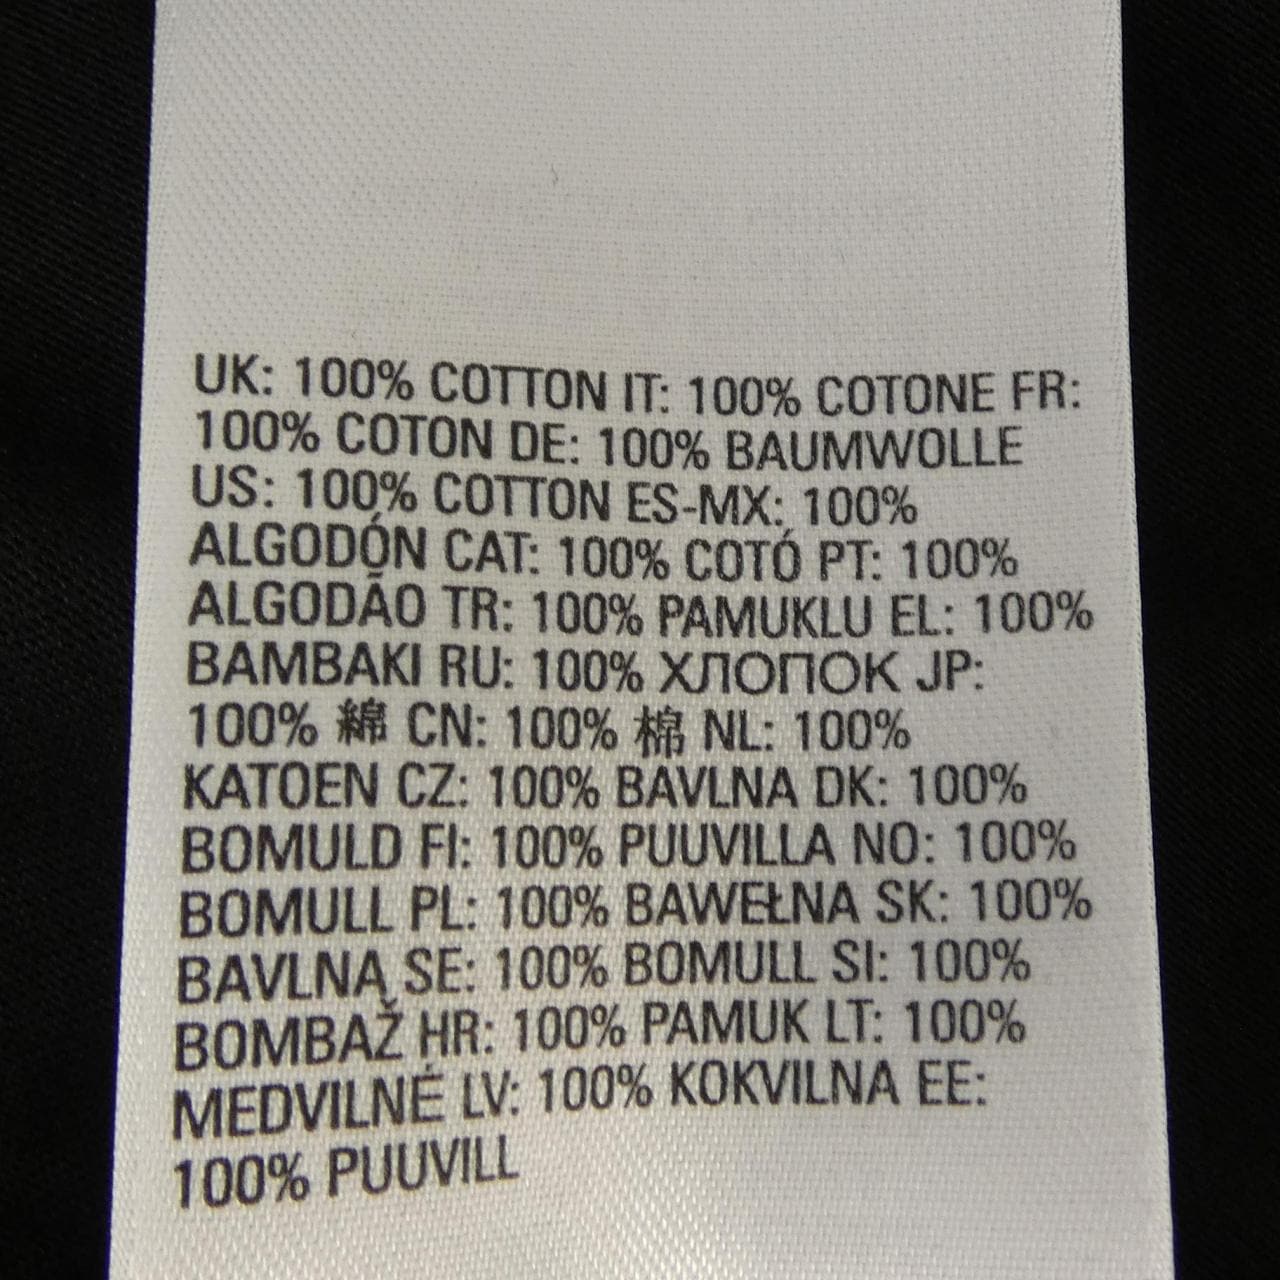 UK: 100% COTTON IT: 100% COTONE FR:
100% COTON DE: 100% BAUMWOLLE
US: 100% COTTON ES-MX: 100%
ALGODÓN CAT: 100% COTÓ PT: 100%
ALGODÃO TR: 100% PAMUKLU EL: 100%
BAMBAKI RU: 100% ХЛОПОК JP:
100% 綿 CN: 100% 棉 NL: 100%
KATOEN CZ: 100% BAVLNA DK: 100%
BOMULD FI: 100% PUUVILLA NO: 100%
BOMULL PL: 100% BAWEŁNA SK: 100%
BAVLNA SE: 100% BOMULL SI: 100%
BOMBAŽ HR: 100% PAMUK LT: 100%
MEDVILNĖ LV: 100% KOKVILNA EE:
100% PUUVILL